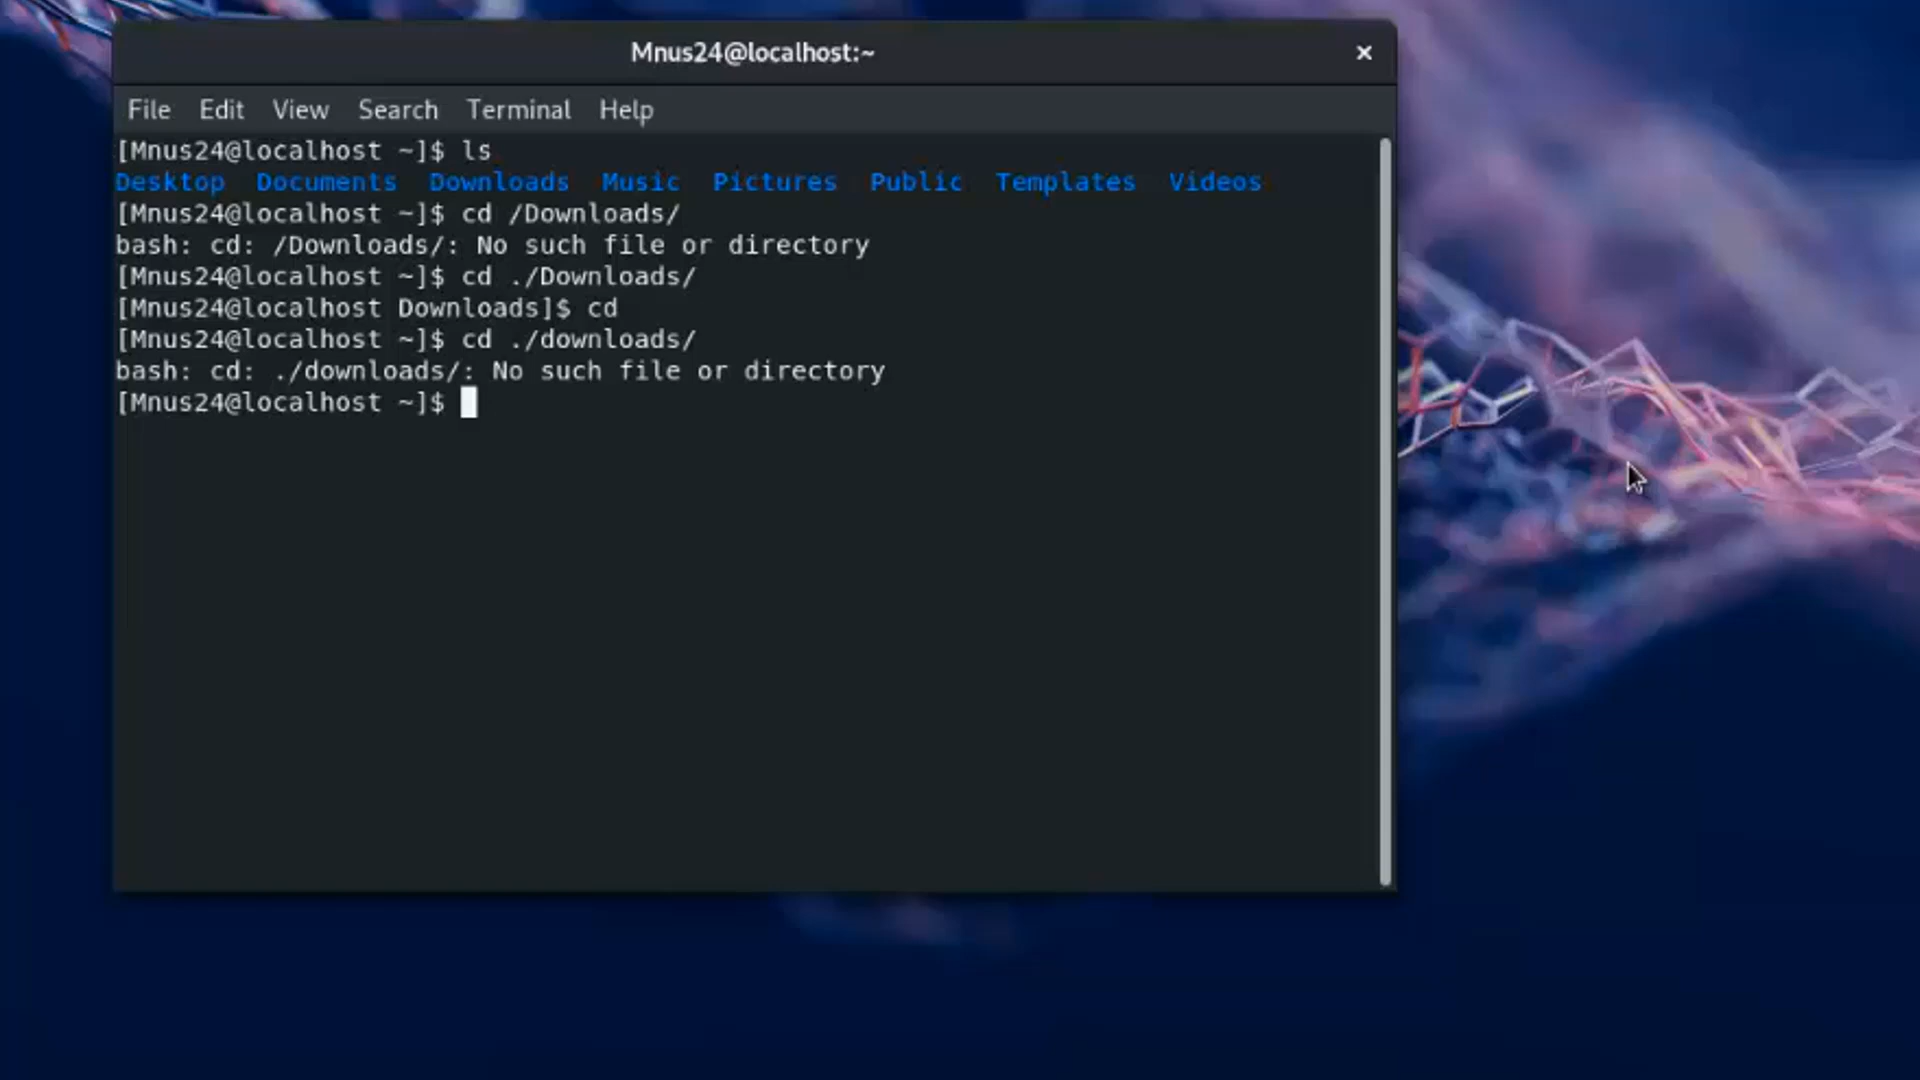 Mnus24@localhost:~
File Edit View Search Terminal Help
[Mnus24@localhost ~]$ ls
Desktop Documents Downloads Music Pictures Public Templates Videos
[Mnus24@localhost ~]$ cd /Downloads/
bash: cd: /Downloads/: No such file or directory
[Mnus24@localhost ~]$ cd ./Downloads/
[Mnus24@localhost Downloads]$ cd
[Mnus24@localhost ~]$ cd ./downloads/
bash: cd: ./downloads/: No such file or directory
[Mnus24@localhost ~]$